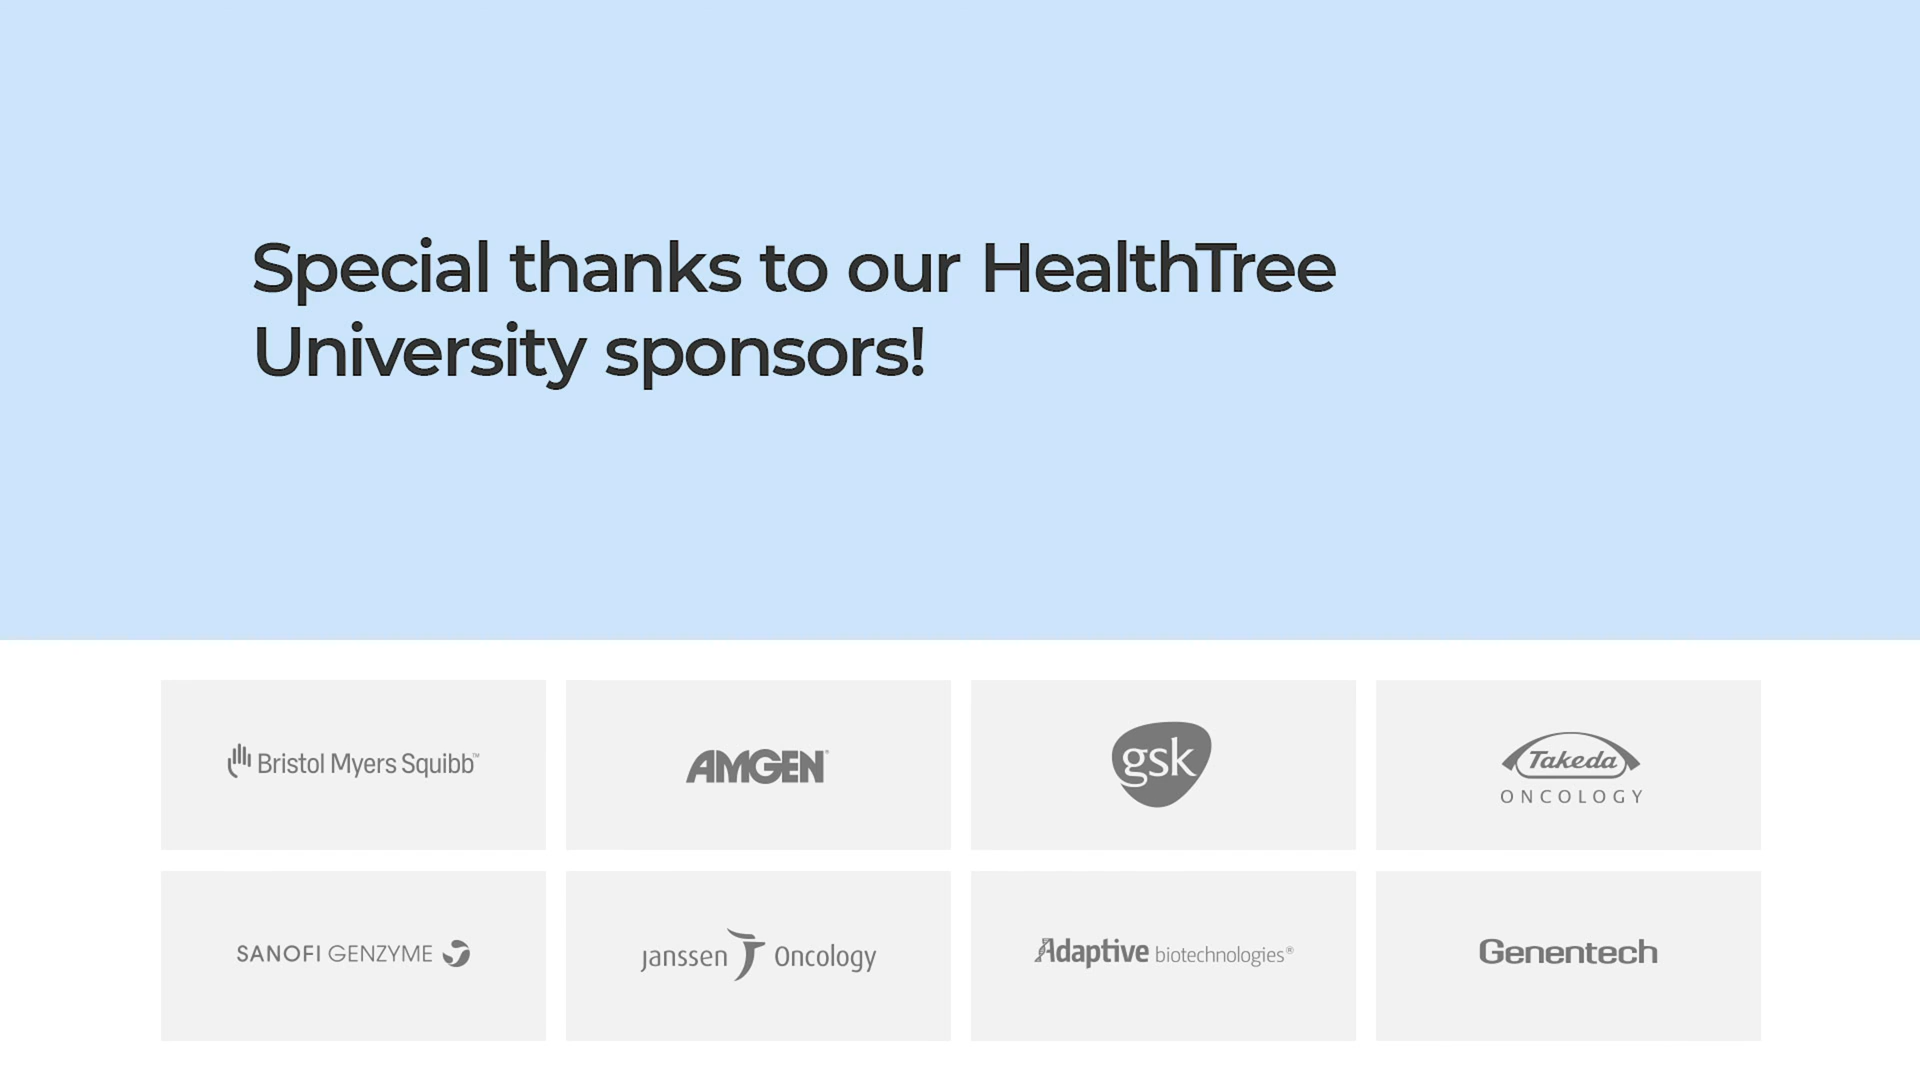 Special thanks to our HealthTree
University sponsors!
Bristol Myers Squibb™
AMGEN®
gsk
Takeda
ONCOLOGY
SANOFI GENZYME
janssen Oncology
Adaptive biotechnologies®
Genentech